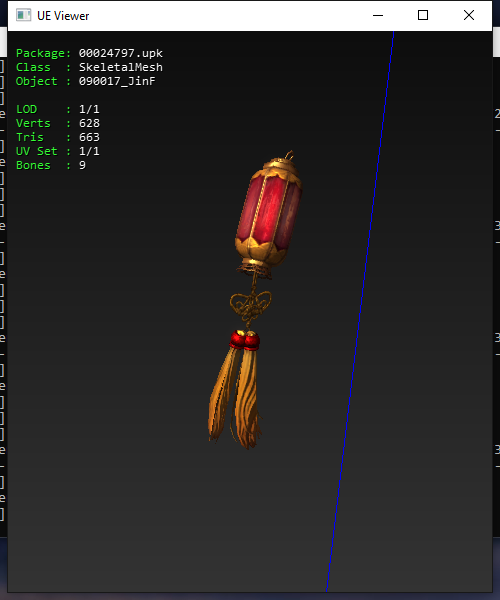 UE Viewer
Package: 00024797.upk
Class : SkeletalMesh
Object : 090017_JinF
LOD : 1/1
Verts : 628
Tris : 663
UV Set : 1/1
Bones : 9